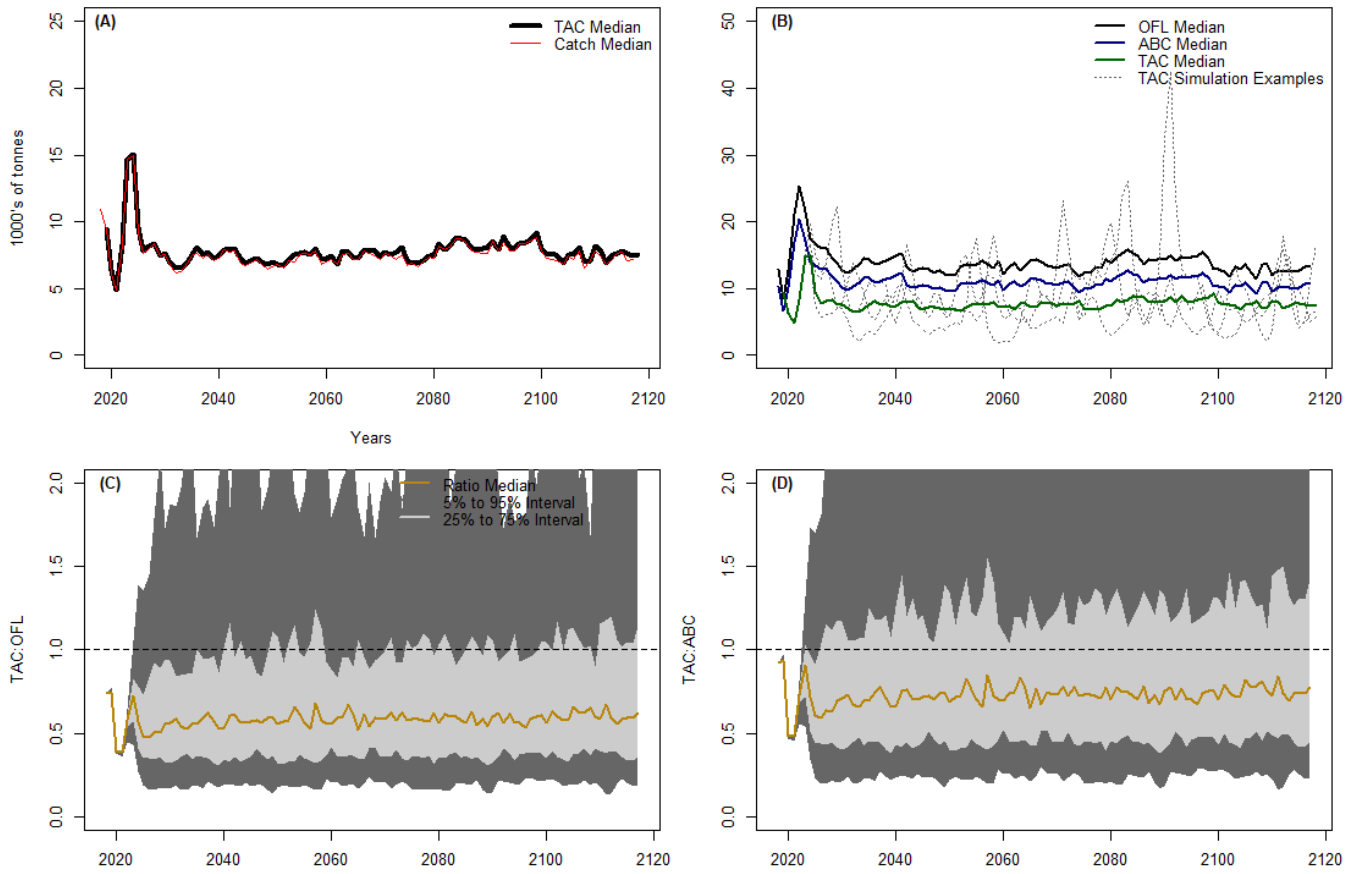 (A)
TAC Median
Catch Median
25
20
15
10
5
0
1000's of tonnes
2020 2040 2060 2080 2100 2120
Years
(B)
OFL Median
ABC Median
TAC Median
TAC Simulation Examples
50
40
30
20
10
0
2020 2040 2060 2080 2100 2120
(C)
Ratio Median
5% to 95% Interval
25% to 75% Interval
2.0
1.5
1.0
0.5
0.0
TAC:OFL
2020 2040 2060 2080 2100 2120
(D)
2.0
1.5
1.0
0.5
0.0
TAC:ABC
2020 2040 2060 2080 2100 2120